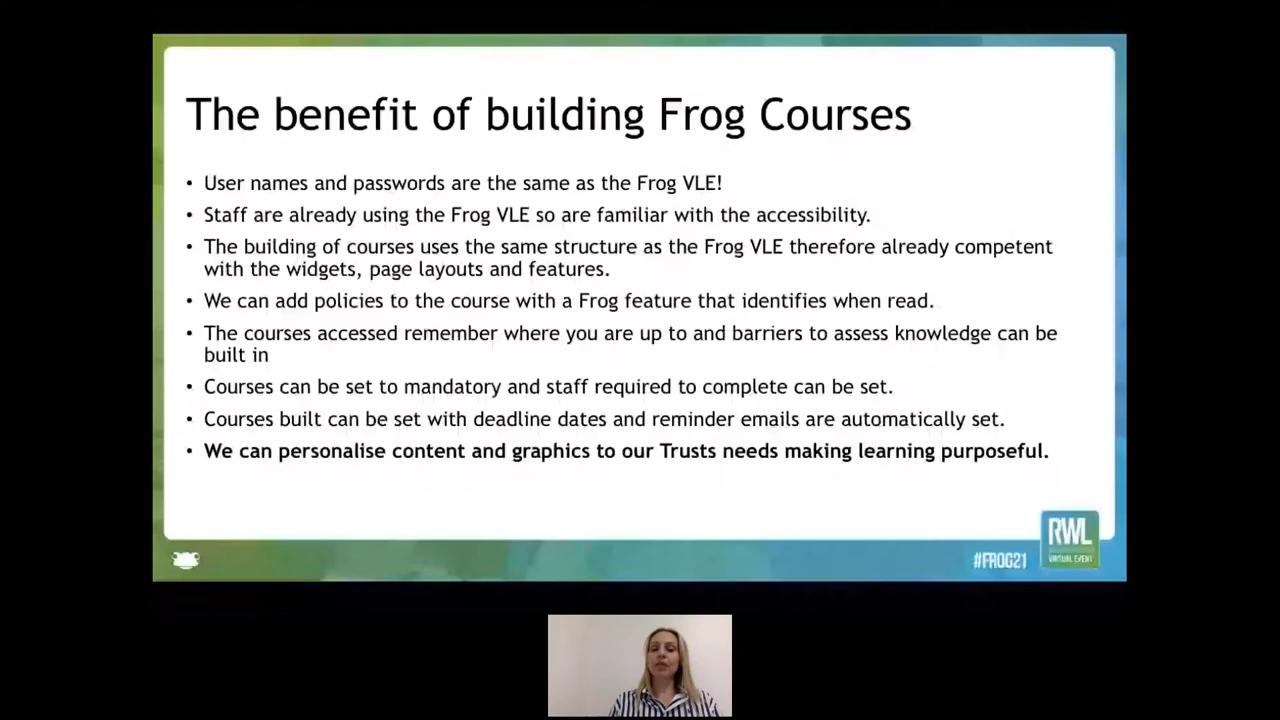 The benefit of building Frog Courses
• User names and passwords are the same as the Frog VLE!
• Staff are already using the Frog VLE so are familiar with the accessibility.
• The building of courses uses the same structure as the Frog VLE therefore already competent
with the widgets, page layouts and features.
• We can add policies to the course with a Frog feature that identifies when read.
• The courses accessed remember where you are up to and barriers to assess knowledge can be
built in
• Courses can be set to mandatory and staff required to complete can be set.
• Courses built can be set with deadline dates and reminder emails are automatically set.
• We can personalise content and graphics to our Trusts needs making learning purposeful.
#FROG21
RWL
VIRTUAL EVENT